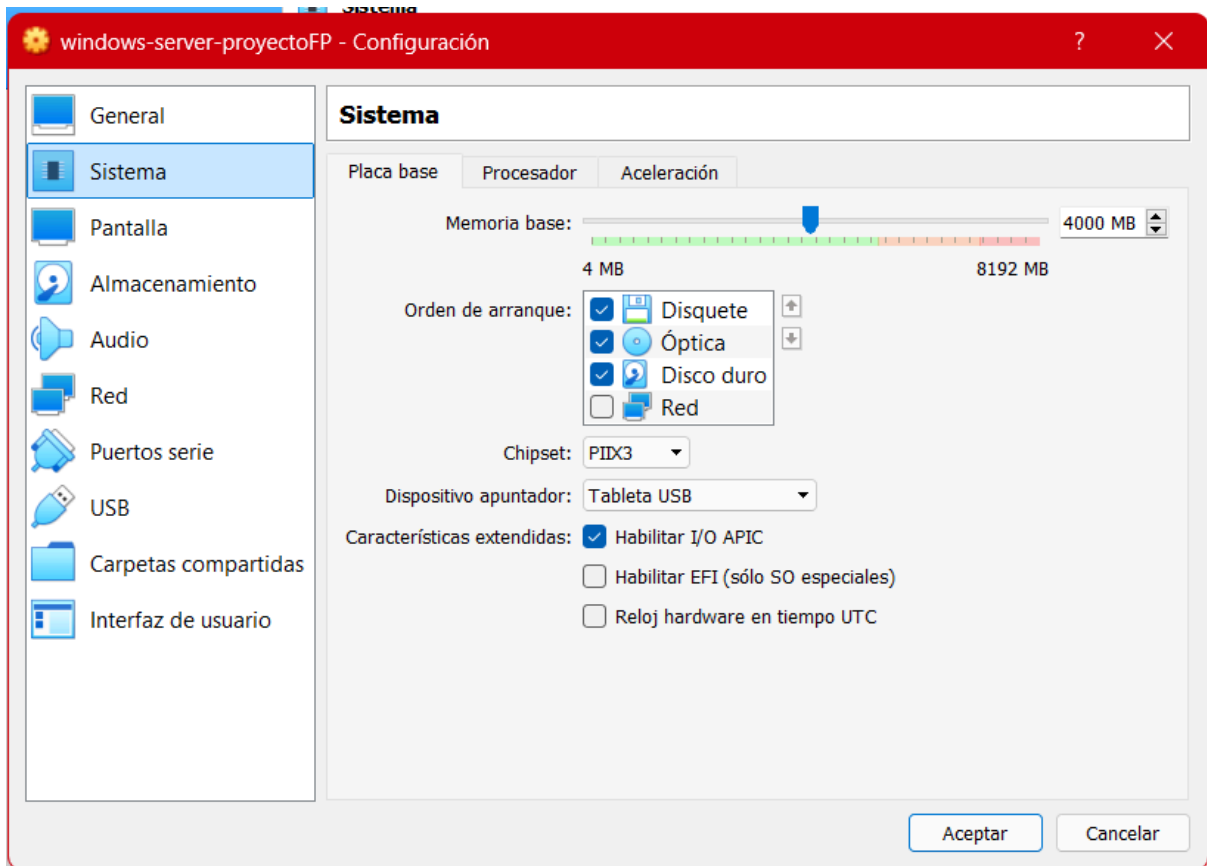 Sistema
windows-server-proyectoFP - Configuración ? ×
General
Sistema
Pantalla
Almacenamiento
Audio
Red
Puertos serie
USB
Carpetas compartidas
Interfaz de usuario
Sistema
Placa base Procesador Aceleración
Memoria base: 4000 MB
4 MB 8192 MB
Orden de arranque: Disquete
Óptica
Disco duro
Red
Chipset: PIIX3
Dispositivo apuntador: Tableta USB
Características extendidas: Habilitar I/O APIC
Habilitar EFI (sólo SO especiales)
Reloj hardware en tiempo UTC
Aceptar Cancelar